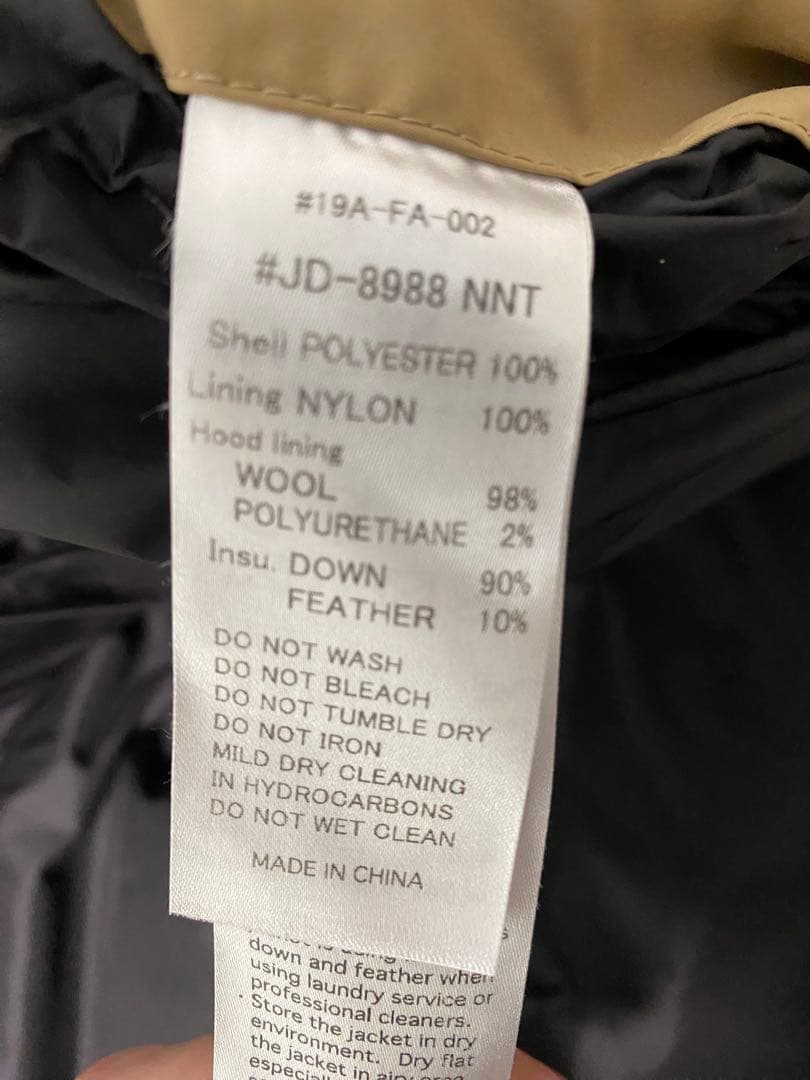 #19A-FA-002
#JD-8988 NNT
Shell POLYESTER 100%
Lining NYLON 100%
Hood lining
WOOL 98%
POLYURETHANE 2%
Insu. DOWN 90%
FEATHER 10%
DO NOT WASH
DO NOT BLEACH
DO NOT TUMBLE DRY
DO NOT IRON
MILD DRY CLEANING
IN HYDROCARBONS
DO NOT WET CLEAN
MADE IN CHINA
down and feather when
using laundry service or
professional cleaners.
· Store the jacket in dry
environment. Dry flat
the jacket in